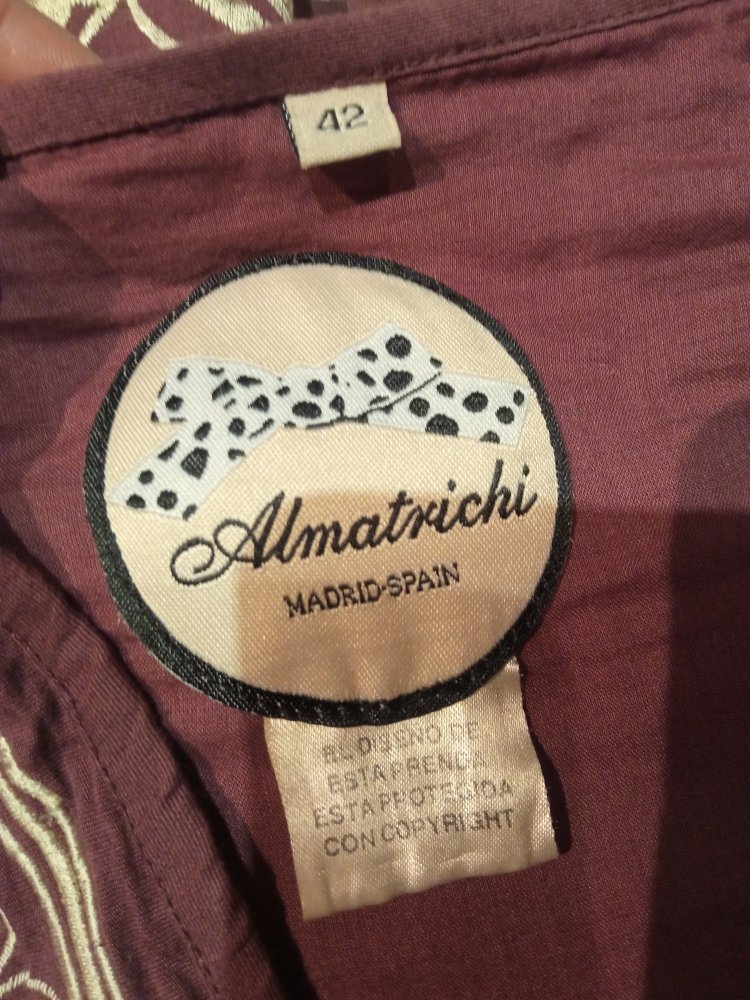 42
Almatrichi
MADRID-SPAIN
EL DISEÑO DE
ESTA PRENDA
ESTA PROTEGIDA
CON COPYRIGHT